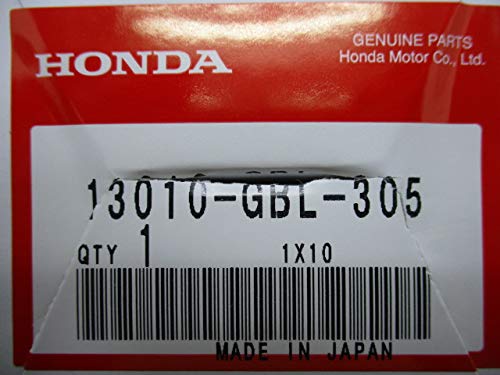 HONDA
GENUINE PARTS
Honda Motor Co., Ltd.
13010-GBL-305
QTY 1 1X10
MADE IN JAPAN